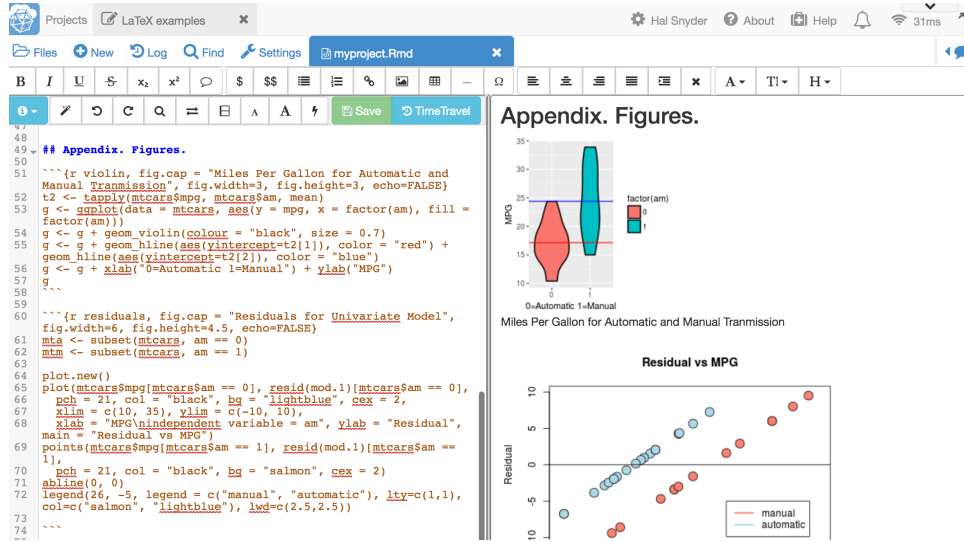 Projects LaTeX examples Hal Snyder About Help 31ms
Files New Log Find Settings myproject.Rmd
B I U S x₂ x² $ $$ Ω A TI H
A A Save TimeTravel
47
48
49 ## Appendix. Figures.
50
51 ```{r violin, fig.cap = "Miles Per Gallon for Automatic and
Manual Tranmission", fig.width=3, fig.height=3, echo=FALSE}
52 t2 <- tapply(mtcars$mpg, mtcars$am, mean)
53 g <- ggplot(data = mtcars, aes(y = mpg, x = factor(am), fill =
factor(am)))
54 g <- g + geom_violin(colour = "black", size = 0.7)
55 g <- g + geom_hline(aes(yintercept=t2[1]), color = "red") +
geom_hline(aes(yintercept=t2[2]), color = "blue")
56 g <- g + xlab("0=Automatic 1=Manual") + ylab("MPG")
57 g
58 ```
59
60 ```{r residuals, fig.cap = "Residuals for Univariate Model",
fig.width=6, fig.height=4.5, echo=FALSE}
61 mta <- subset(mtcars, am == 0)
62 mtm <- subset(mtcars, am == 1)
63
64 plot.new()
65 plot(mtcars$mpg[mtcars$am == 0], resid(mod.1)[mtcars$am == 0],
66 pch = 21, col = "black", bg = "lightblue", cex = 2,
67 xlim = c(10, 35), ylim = c(-10, 10),
68 xlab = "MPG\nindependent variable = am", ylab = "Residual",
main = "Residual vs MPG")
69 points(mtcars$mpg[mtcars$am == 1], resid(mod.1)[mtcars$am ==
1],
70 pch = 21, col = "black", bg = "salmon", cex = 2)
71 abline(0, 0)
72 legend(26, -5, legend = c("manual", "automatic"), lty=c(1,1),
col=c("salmon", "lightblue"), lwd=c(2.5,2.5))
73
74 ```
Appendix. Figures.
35
30
25
20
15
10
MPG
0 1
0=Automatic 1=Manual
factor(am)
0
1
Miles Per Gallon for Automatic and Manual Tranmission
Residual vs MPG
10
5
0
-5
10
Residual
manual
automatic